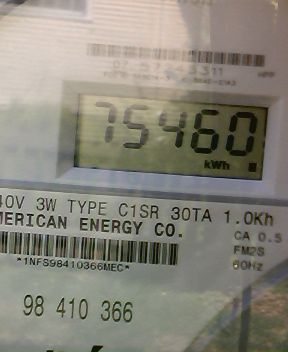 75460
kWh
40V 3W TYPE C1SR 30TA 1.0Kh
MERICAN ENERGY CO.
CA 0.5
FM2S
60Hz
*1NFS98410366MEC*
98 410 366